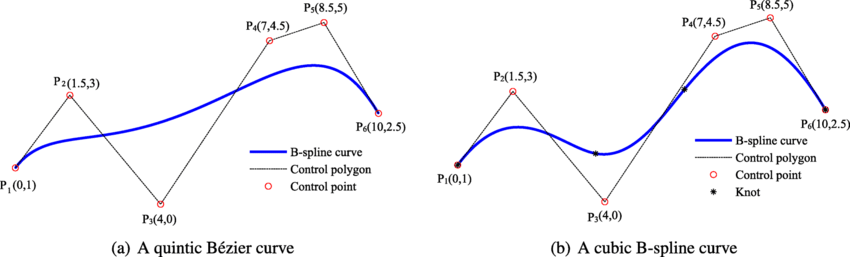 P5(8.5,5)
P4(7,4.5)
P2(1.5,3)
P6(10,2.5)
P1(0,1)
P3(4,0)
B-spline curve
Control polygon
Control point
(a) A quintic Bézier curve
P5(8.5,5)
P4(7,4.5)
P2(1.5,3)
P6(10,2.5)
P1(0,1)
P3(4,0)
B-spline curve
Control polygon
Control point
Knot
(b) A cubic B-spline curve